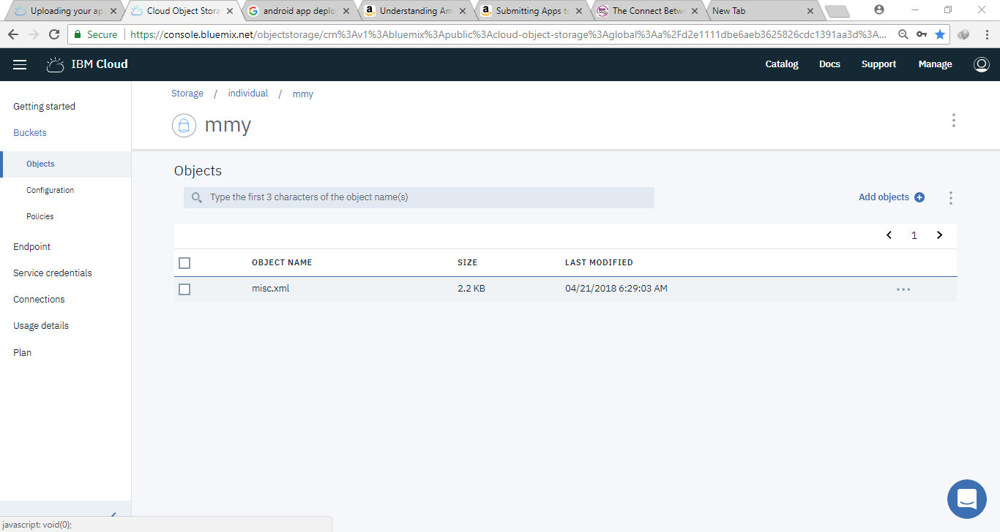 Uploading your ap
Cloud Object Stora
android app deplo
Understanding Am
Submitting Apps to
The Connect Betw
New Tab
Secure
https://console.bluemix.net/objectstorage/crn%3Av1%3Abluemix%3Apublic%3Acloud-object-storage%3Aglobal%3Aa%2Fd2e1111dbe6aeb3625826cdc1391aa3d%3A...
IBM Cloud
Catalog
Docs
Support
Manage
Getting started
Buckets
Objects
Configuration
Policies
Endpoint
Service credentials
Connections
Usage details
Plan
Storage / individual / mmy
mmy
Objects
Type the first 3 characters of the object name(s)
Add objects
1
OBJECT NAME SIZE LAST MODIFIED
misc.xml 2.2 KB 04/21/2018 6:29:03 AM
javascript: void(0);